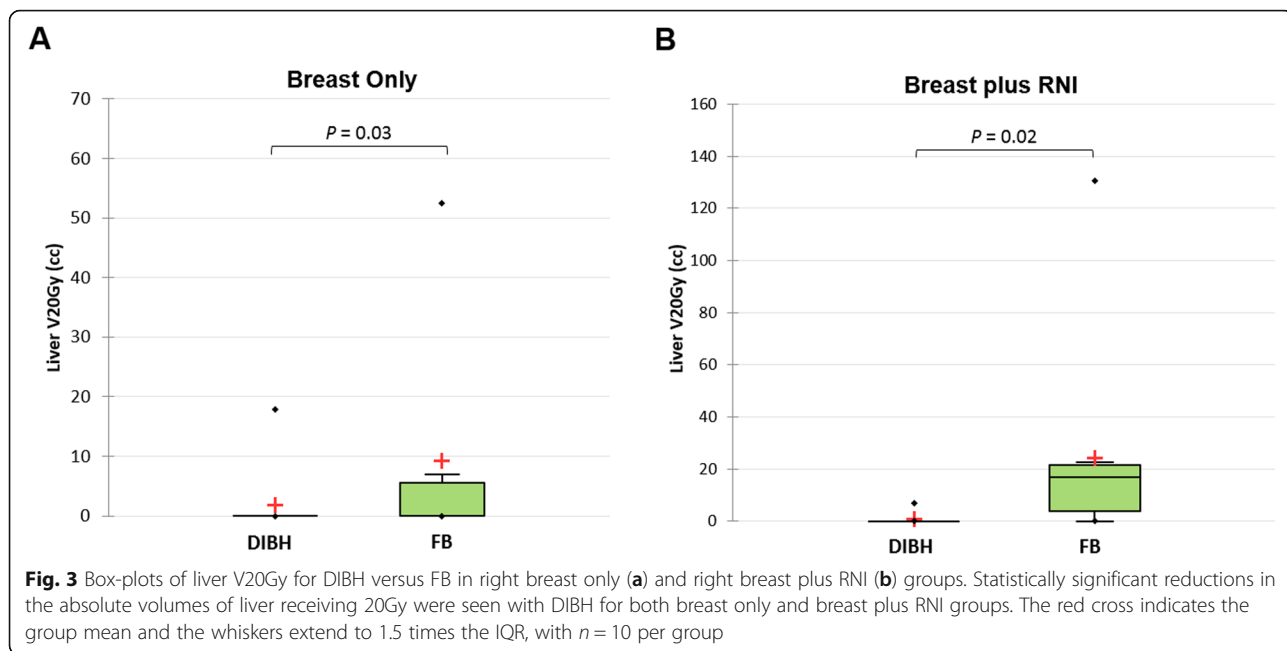 A
Breast Only
70
60
50
40
30
20
10
0
Liver V20Gy (cc)
P = 0.03
DIBH FB
B
Breast plus RNI
160
140
120
100
80
60
40
20
0
Liver V20Gy (cc)
P = 0.02
DIBH FB
Fig. 3 Box-plots of liver V20Gy for DIBH versus FB in right breast only (a) and right breast plus RNI (b) groups. Statistically significant reductions in
the absolute volumes of liver receiving 20Gy were seen with DIBH for both breast only and breast plus RNI groups. The red cross indicates the
group mean and the whiskers extend to 1.5 times the IQR, with n = 10 per group